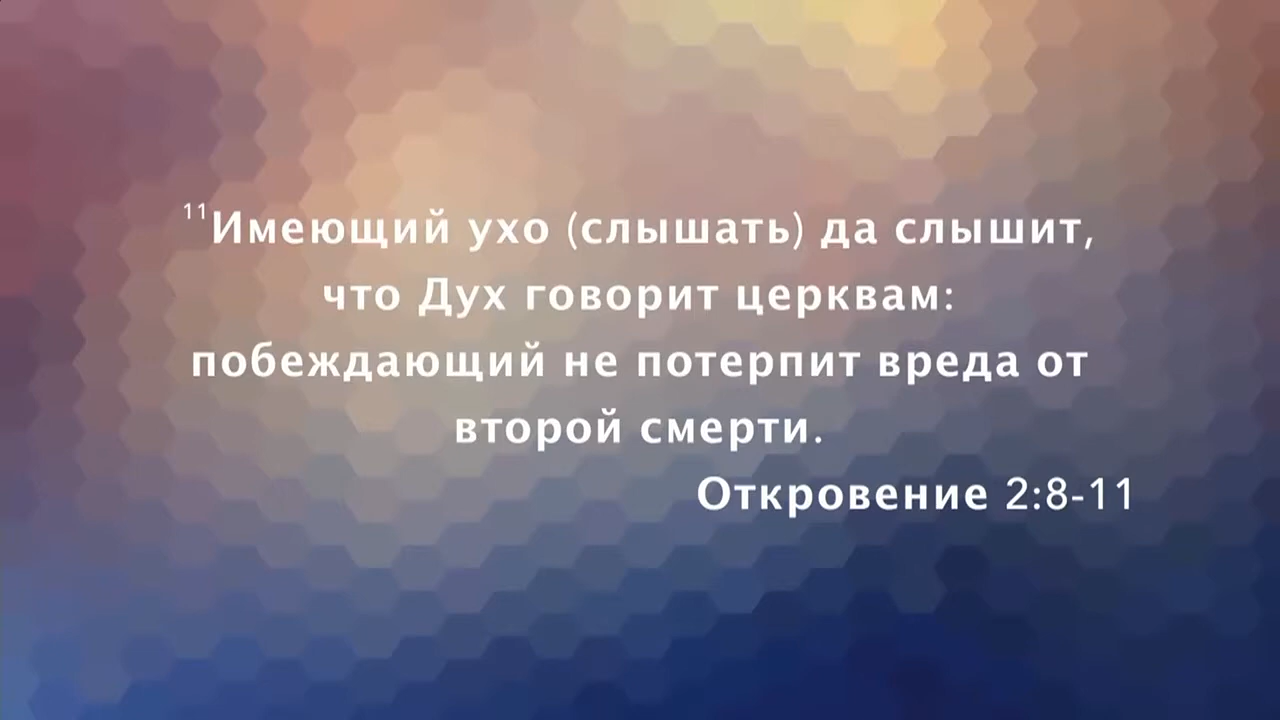 ¹¹Имеющий ухо (слышать) да слышит,
что Дух говорит церквам:
побеждающий не потерпит вреда от
второй смерти.
Откровение 2:8-11